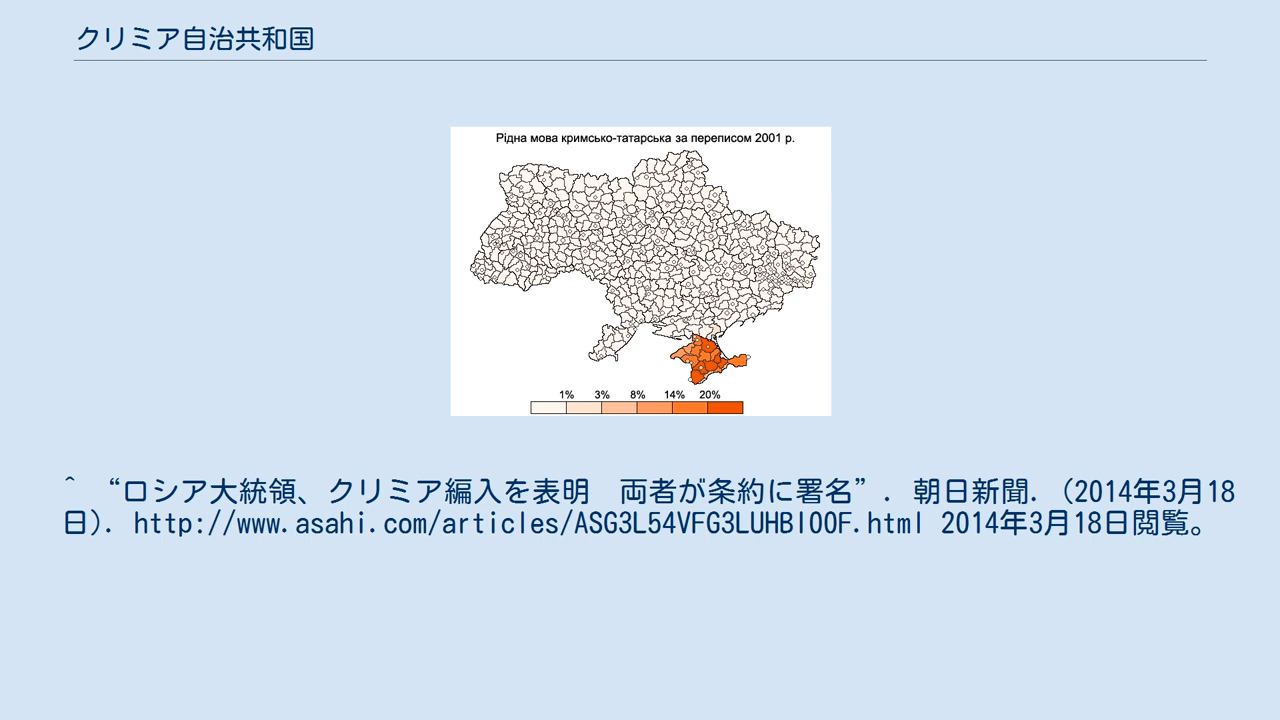 クリミア自治共和国
Рідна мова кримсько-татарська за переписом 2001 р.
1% 3% 8% 14% 20%
^ “ロシア大統領、クリミア編入を表明　両者が条約に署名”. 朝日新聞. (2014年3月18
日). http://www.asahi.com/articles/ASG3L54VFG3LUHBI00F.html 2014年3月18日閲覧。